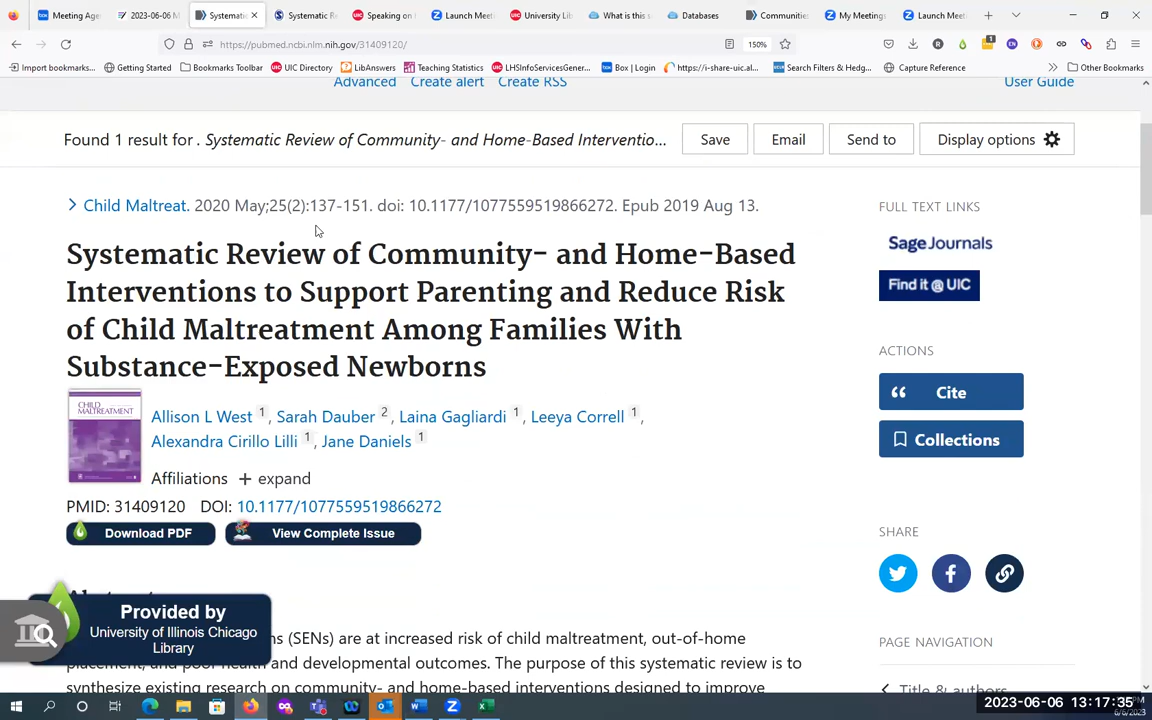 Meeting Age
2023-06-06 M
Systematic
Systematic Re
Speaking on
Launch Meet
University Lib
What is this s
Databases
Communities
My Meetings
Launch Meet
https://pubmed.ncbi.nlm.nih.gov/31409120/
150%
Import bookmarks...
Getting Started
Bookmarks Toolbar
UIC Directory
LibAnswers
Teaching Statistics
LHSInfoServicesGener...
Box | Login
https://i-share-uic.al...
Search Filters & Hedg...
Capture Reference
Other Bookmarks
Advanced Create alert Create RSS
User Guide
Found 1 result for . Systematic Review of Community- and Home-Based Interventio...
Save
Email
Send to
Display options
Child Maltreat. 2020 May;25(2):137-151. doi: 10.1177/1077559519866272. Epub 2019 Aug 13.
Systematic Review of Community- and Home-Based
Interventions to Support Parenting and Reduce Risk
of Child Maltreatment Among Families With
Substance-Exposed Newborns
CHILD
MALTREATMENT
Allison L West 1, Sarah Dauber 2, Laina Gagliardi 1, Leeya Correll 1,
Alexandra Cirillo Lilli 1, Jane Daniels 1
Affiliations + expand
PMID: 31409120 DOI: 10.1177/1077559519866272
Download PDF
View Complete Issue
Provided by
University of Illinois Chicago
Library
ns (SENs) are at increased risk of child maltreatment, out-of-home
placement, and poor health and developmental outcomes. The purpose of this systematic review is to
synthesize existing research on community- and home-based interventions designed to improve
FULL TEXT LINKS
Sage Journals
Find it @ UIC
ACTIONS
Cite
Collections
SHARE
PAGE NAVIGATION
Title & authors
2023-06-06 13:17:35